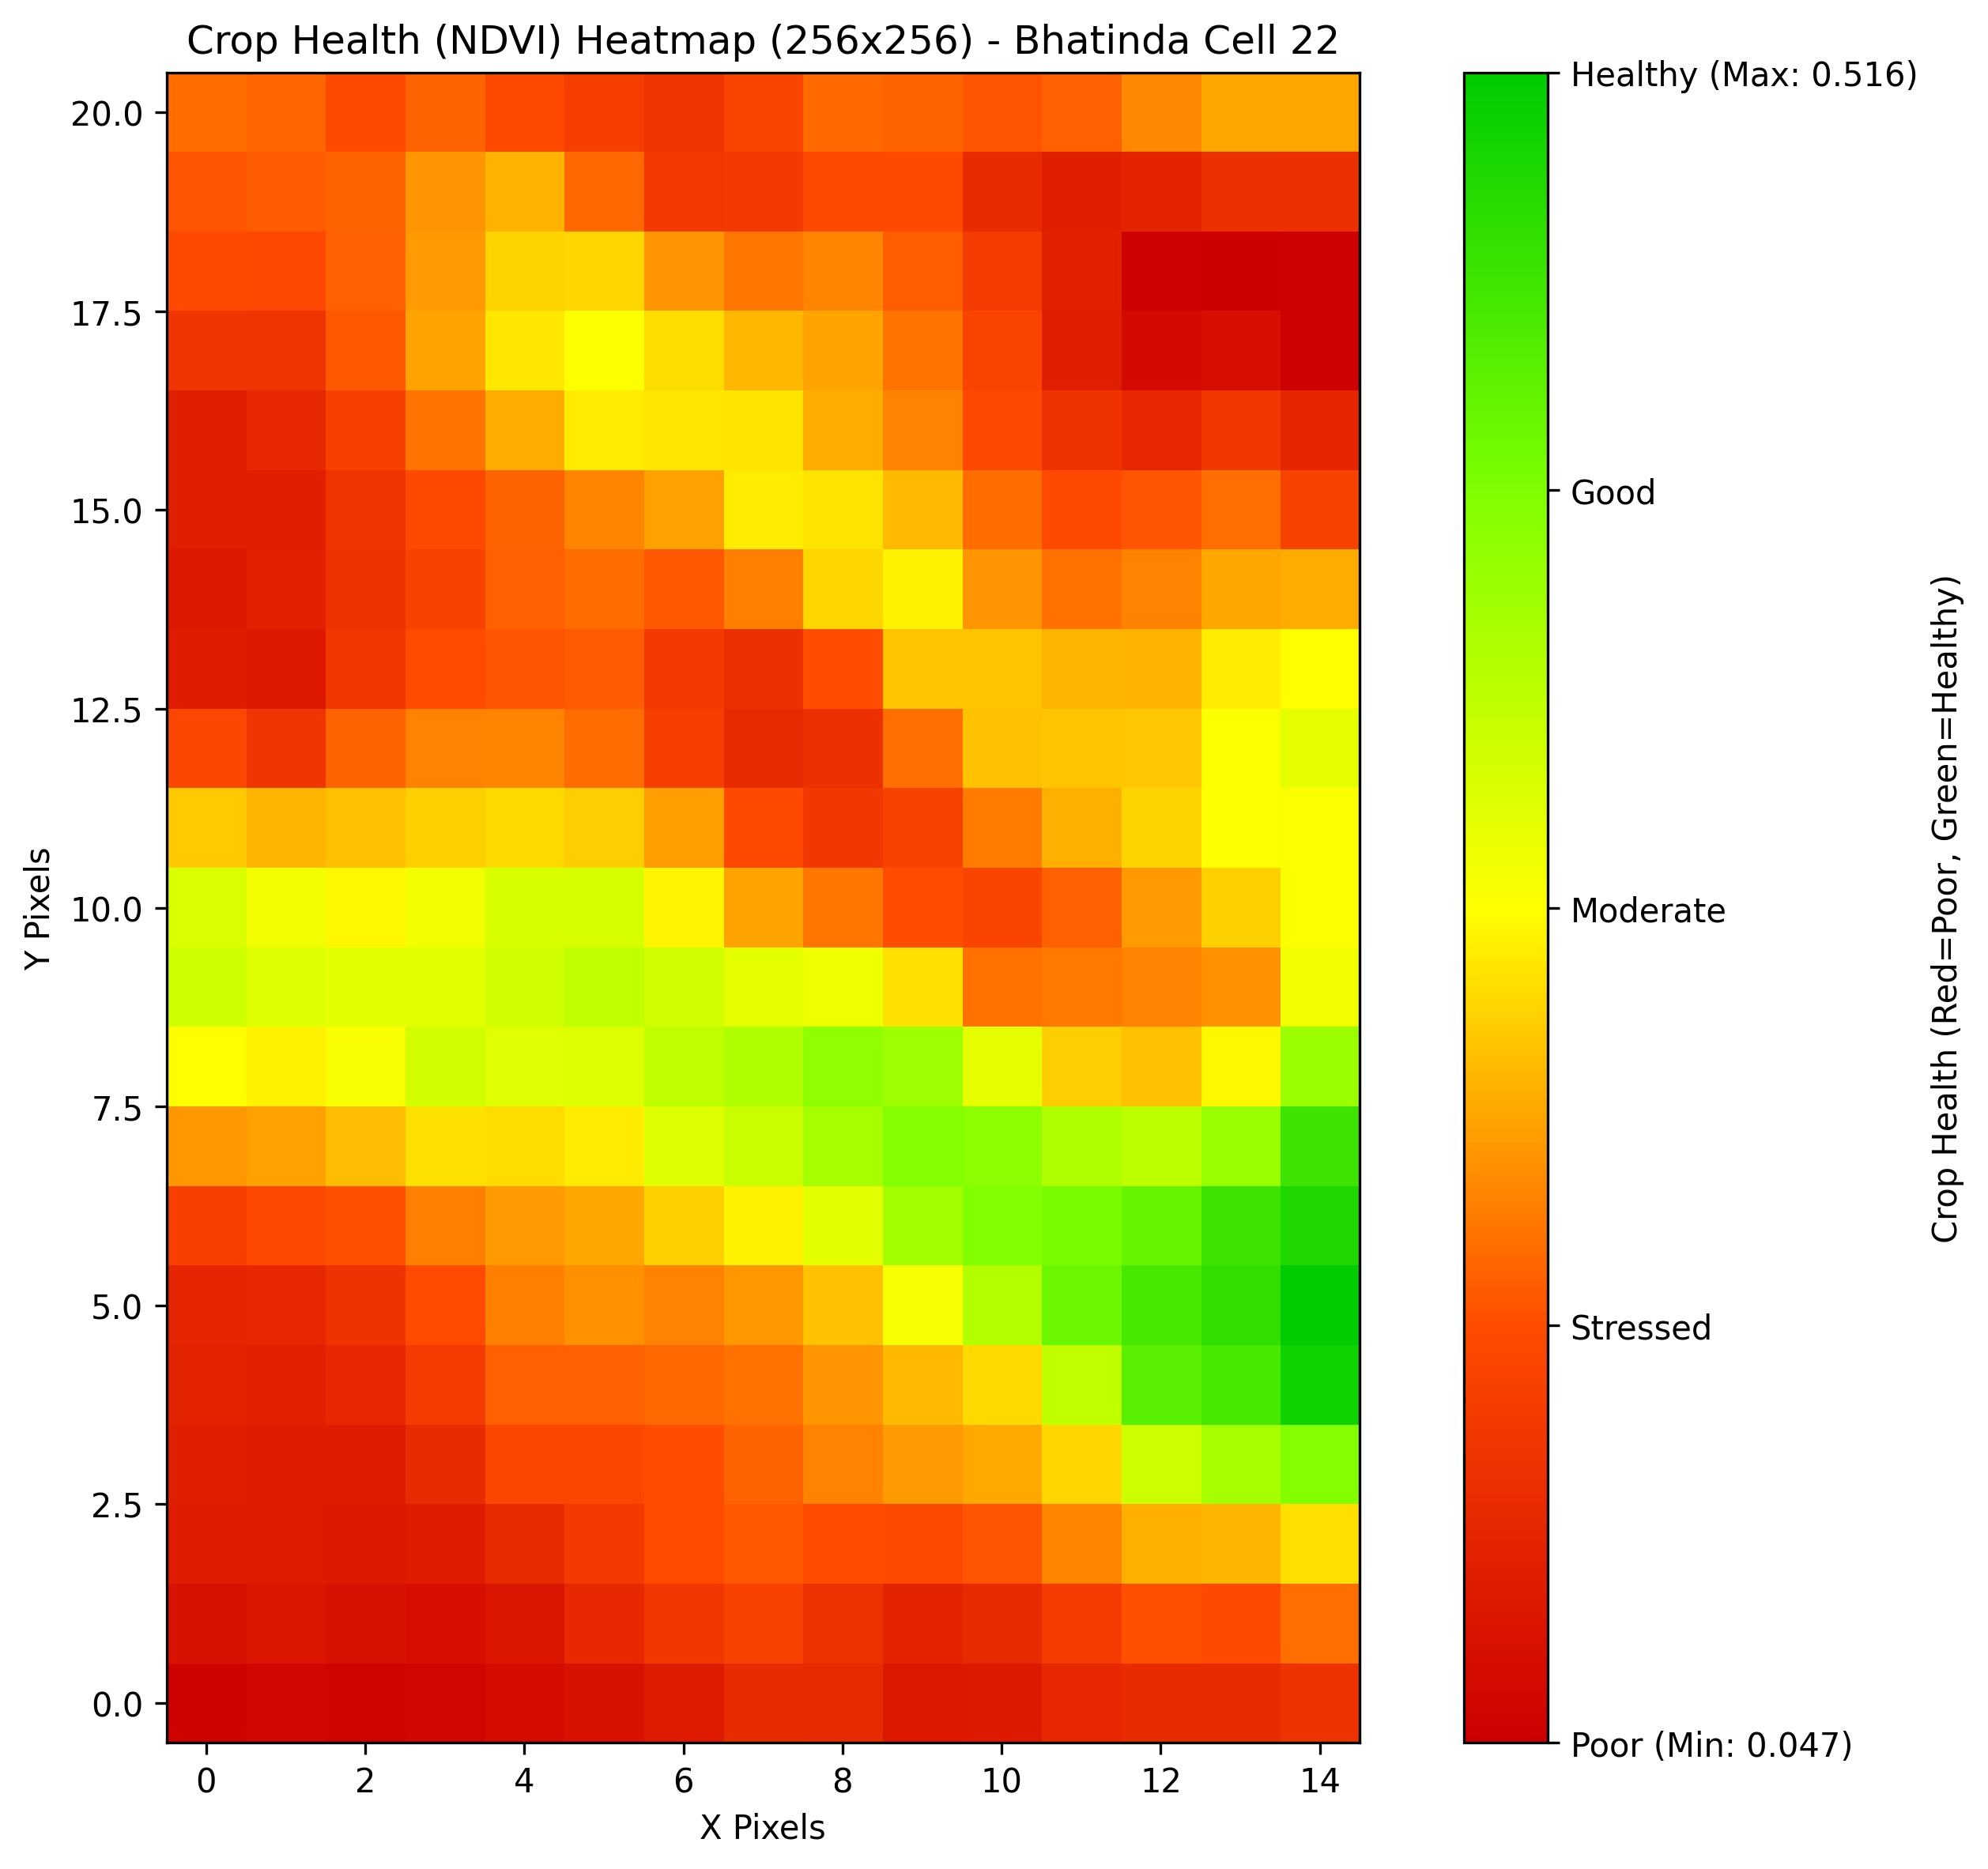 Crop Health (NDVI) Heatmap (256x256) - Bhatinda Cell 22
20.0
17.5
15.0
12.5
10.0
7.5
5.0
2.5
0.0
Y Pixels
0 2 4 6 8 10 12 14
X Pixels
Healthy (Max: 0.516)
Good
Moderate
Stressed
Poor (Min: 0.047)
Crop Health (Red=Poor, Green=Healthy)